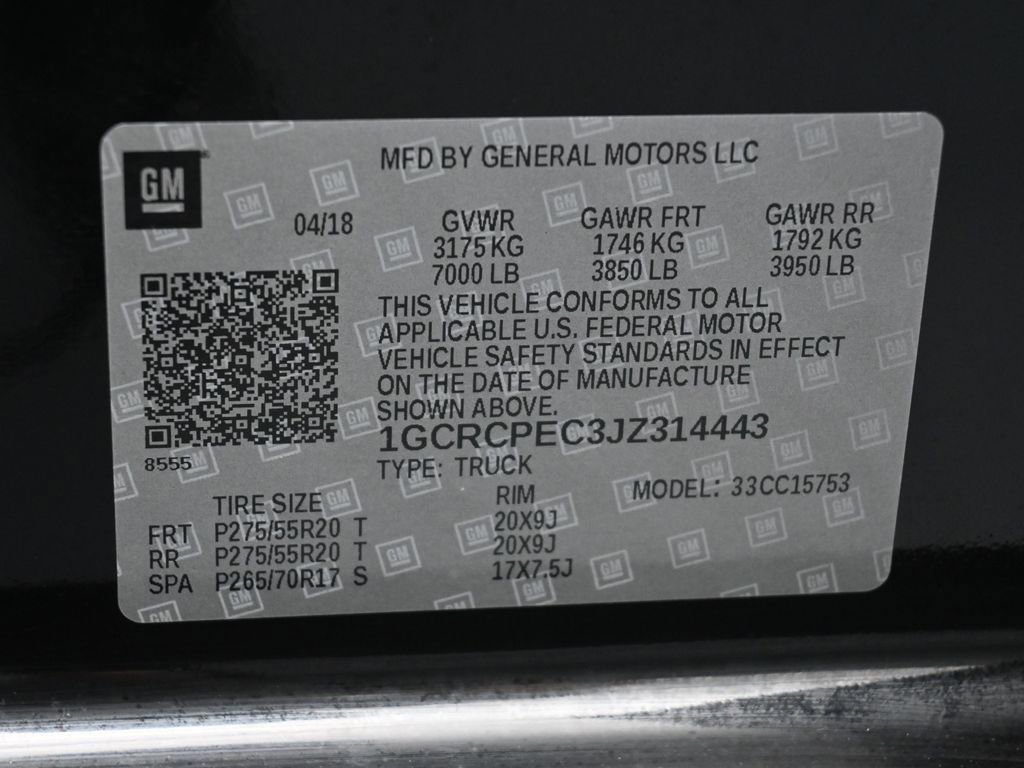 GM
MFD BY GENERAL MOTORS LLC
04/18 GVWR GAWR FRT GAWR RR
3175 KG 1746 KG 1792 KG
7000 LB 3850 LB 3950 LB
THIS VEHICLE CONFORMS TO ALL
APPLICABLE U.S. FEDERAL MOTOR
VEHICLE SAFETY STANDARDS IN EFFECT
ON THE DATE OF MANUFACTURE
SHOWN ABOVE.
1GCRCPEC3JZ314443
8555
TYPE: TRUCK
MODEL: 33CC15753
TIRE SIZE RIM
FRT P275/55R20 T 20X9J
RR P275/55R20 T 20X9J
SPA P265/70R17 S 17X7.5J